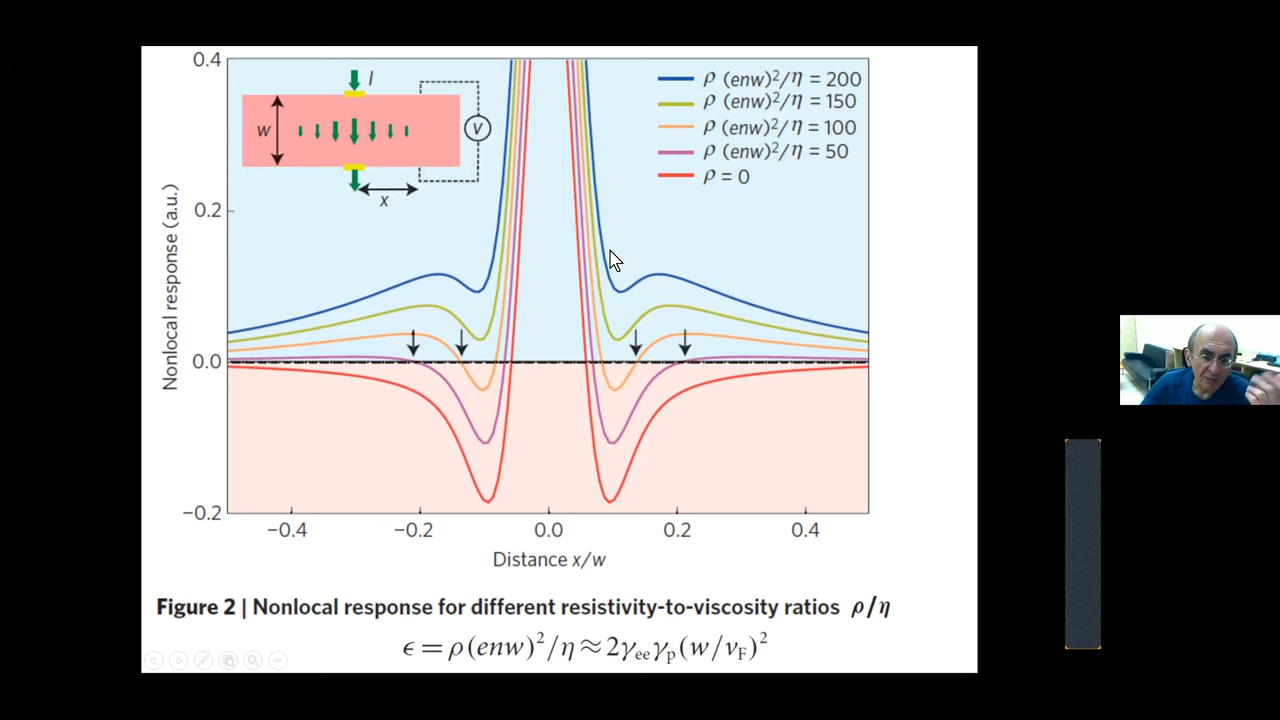 0.4
0.2
0.0
−0.2
Nonlocal response (a.u.)
I
w
V
x
ρ (enw)²/η = 200
ρ (enw)²/η = 150
ρ (enw)²/η = 100
ρ (enw)²/η = 50
ρ = 0
−0.4
−0.2
0.0
0.2
0.4
Distance x/w
Figure 2 | Nonlocal response for different resistivity-to-viscosity ratios ρ/η
ϵ = ρ(enw)²/η ≈ 2γₑₑγₚ(w/v_F)²